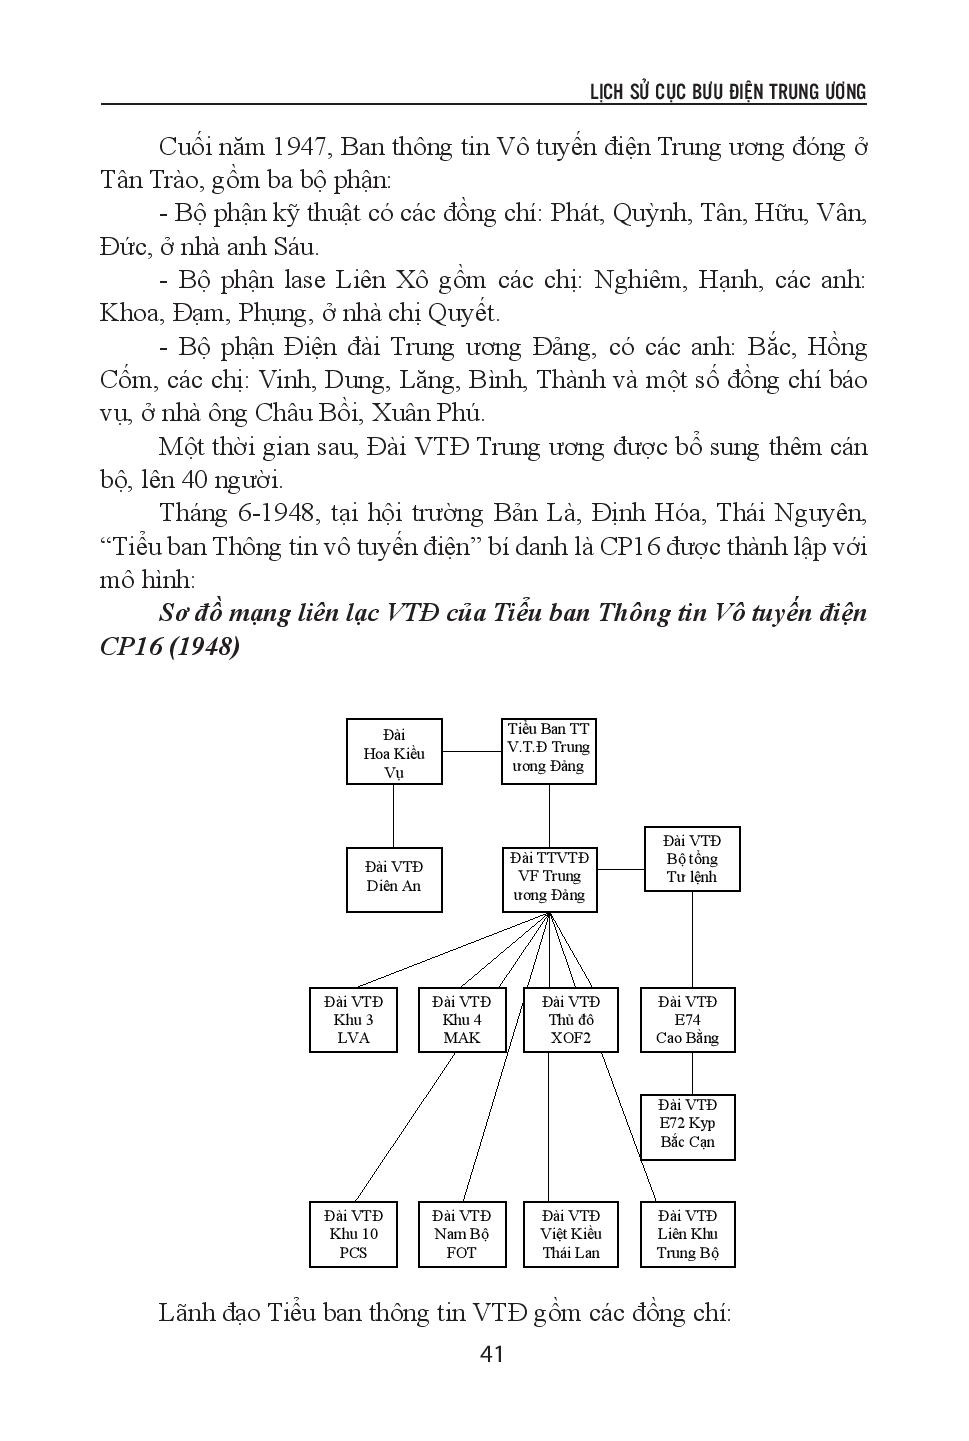 LỊCH SỬ CỤC BƯU ĐIỆN TRUNG ƯƠNG
Cuối năm 1947, Ban thông tin Vô tuyến điện Trung ương đóng ở
Tân Trào, gồm ba bộ phận:
- Bộ phận kỹ thuật có các đồng chí: Phát, Quỳnh, Tân, Hữu, Vân,
Đức, ở nhà anh Sáu.
- Bộ phận lase Liên Xô gồm các chị: Nghiêm, Hạnh, các anh:
Khoa, Đạm, Phụng, ở nhà chị Quyết.
- Bộ phận Điện đài Trung ương Đảng, có các anh: Bắc, Hồng
Cốm, các chị: Vinh, Dung, Lăng, Bình, Thành và một số đồng chí báo
vụ, ở nhà ông Châu Bồi, Xuân Phú.
Một thời gian sau, Đài VTĐ Trung ương được bổ sung thêm cán
bộ, lên 40 người.
Tháng 6-1948, tại hội trường Bản Là, Định Hóa, Thái Nguyên,
“Tiểu ban Thông tin vô tuyến điện” bí danh là CP16 được thành lập với
mô hình:
Sơ đồ mạng liên lạc VTĐ của Tiểu ban Thông tin Vô tuyến điện
CP16 (1948)
Đài
Hoa Kiều
Vụ
Tiểu Ban TT
V.T.Đ Trung
ương Đảng
Đài VTĐ
Diên An
Đài TTVTĐ
VF Trung
ương Đảng
Đài VTĐ
Bộ tổng
Tư lệnh
Đài VTĐ
Khu 3
LVA
Đài VTĐ
Khu 4
MAK
Đài VTĐ
Thủ đô
XOF2
Đài VTĐ
E74
Cao Bằng
Đài VTĐ
E72 Kyp
Bắc Cạn
Đài VTĐ
Khu 10
PCS
Đài VTĐ
Nam Bộ
FOT
Đài VTĐ
Việt Kiều
Thái Lan
Đài VTĐ
Liên Khu
Trung Bộ
Lãnh đạo Tiểu ban thông tin VTĐ gồm các đồng chí:
41